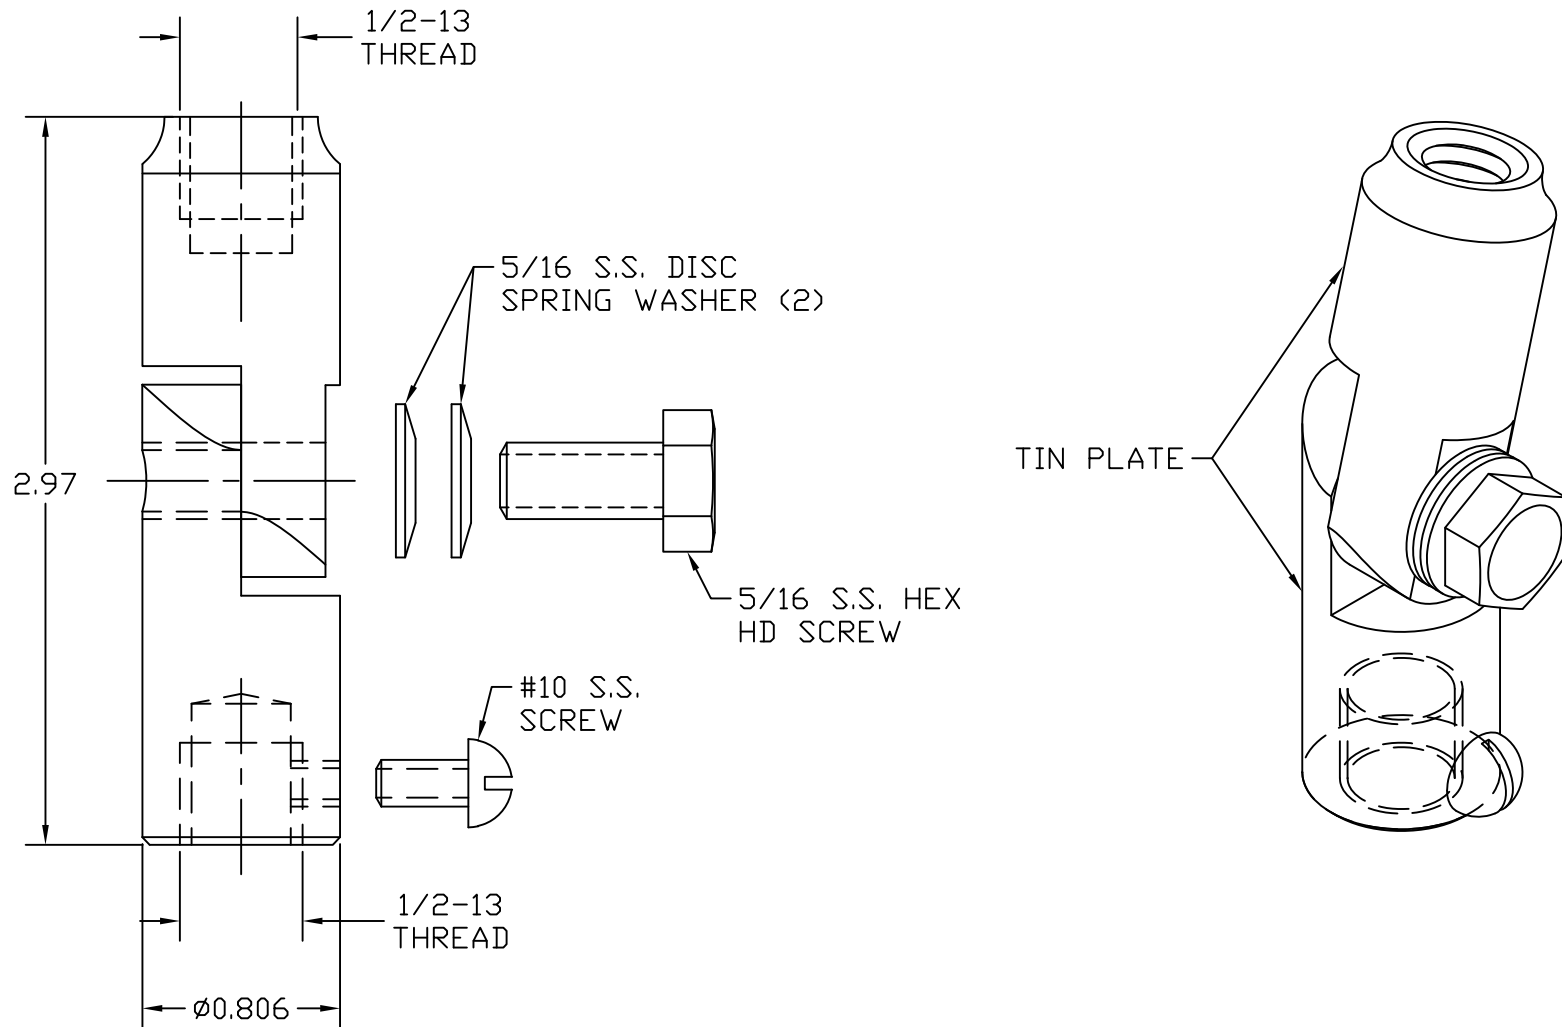 1/2-13
THREAD
5/16 S.S. DISC
SPRING WASHER (2)
2.97
TIN PLATE
5/16 S.S. HEX
HD SCREW
#10 S.S.
SCREW
1/2-13
THREAD
Ø0.806